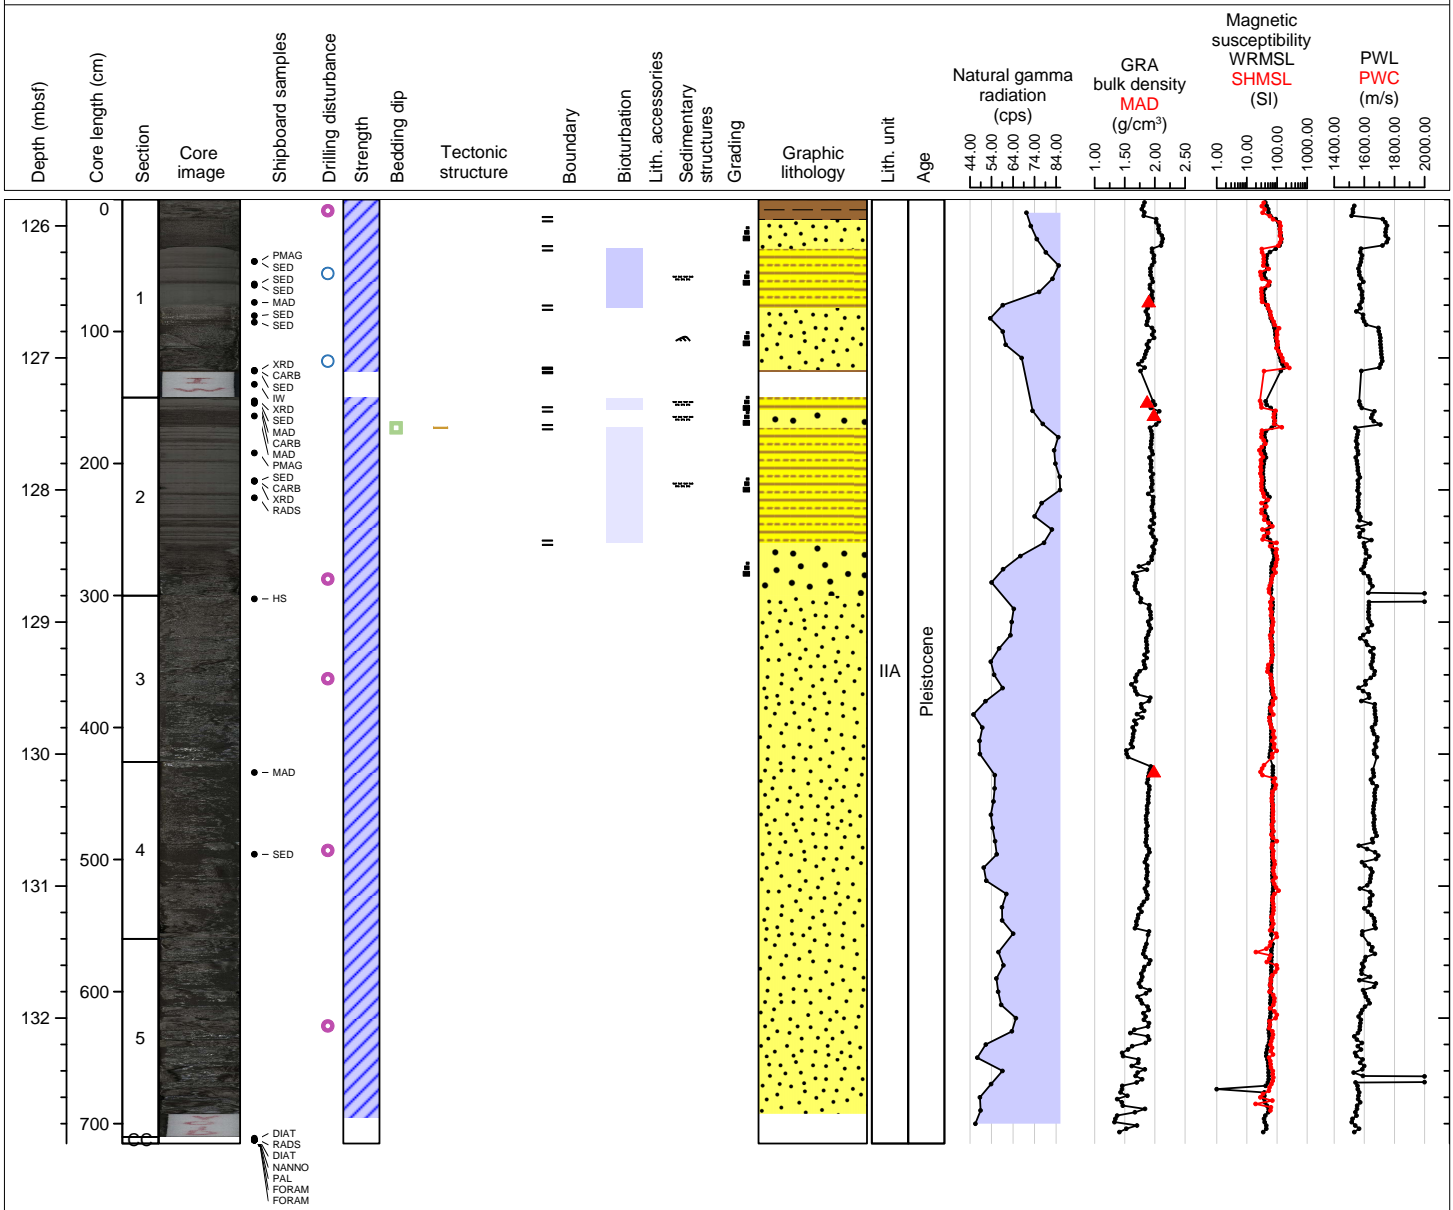 Depth (mbsf)
Core length (cm)
Section
Core
image
Shipboard samples
Drilling disturbance
Strength
Bedding dip
Tectonic
structure
Boundary
Bioturbation
Lith. accessories
Sedimentary
structures
Grading
Graphic
lithology
Lith. unit
Age
Natural gamma
radiation
(cps)
44.00
54.00
64.00
74.00
84.00
GRA
bulk density
MAD
(g/cm³)
1.00
1.50
2.00
2.50
Magnetic
susceptibility
WRMSL
SHMSL
(SI)
1.00
10.00
100.00
1000.00
PWL
PWC
(m/s)
1400.00
1600.00
1800.00
2000.00
126
127
128
129
130
131
132
0
100
200
300
400
500
600
700
1
2
3
4
5
CC
PMAG
SED
SED
SED
MAD
SED
SED
XRD
CARB
SED
IW
XRD
SED
MAD
CARB
MAD
PMAG
SED
CARB
XRD
RADS
HS
MAD
SED
DIAT
RADS
DIAT
NANNO
PAL
FORAM
FORAM
IIA
Pleistocene